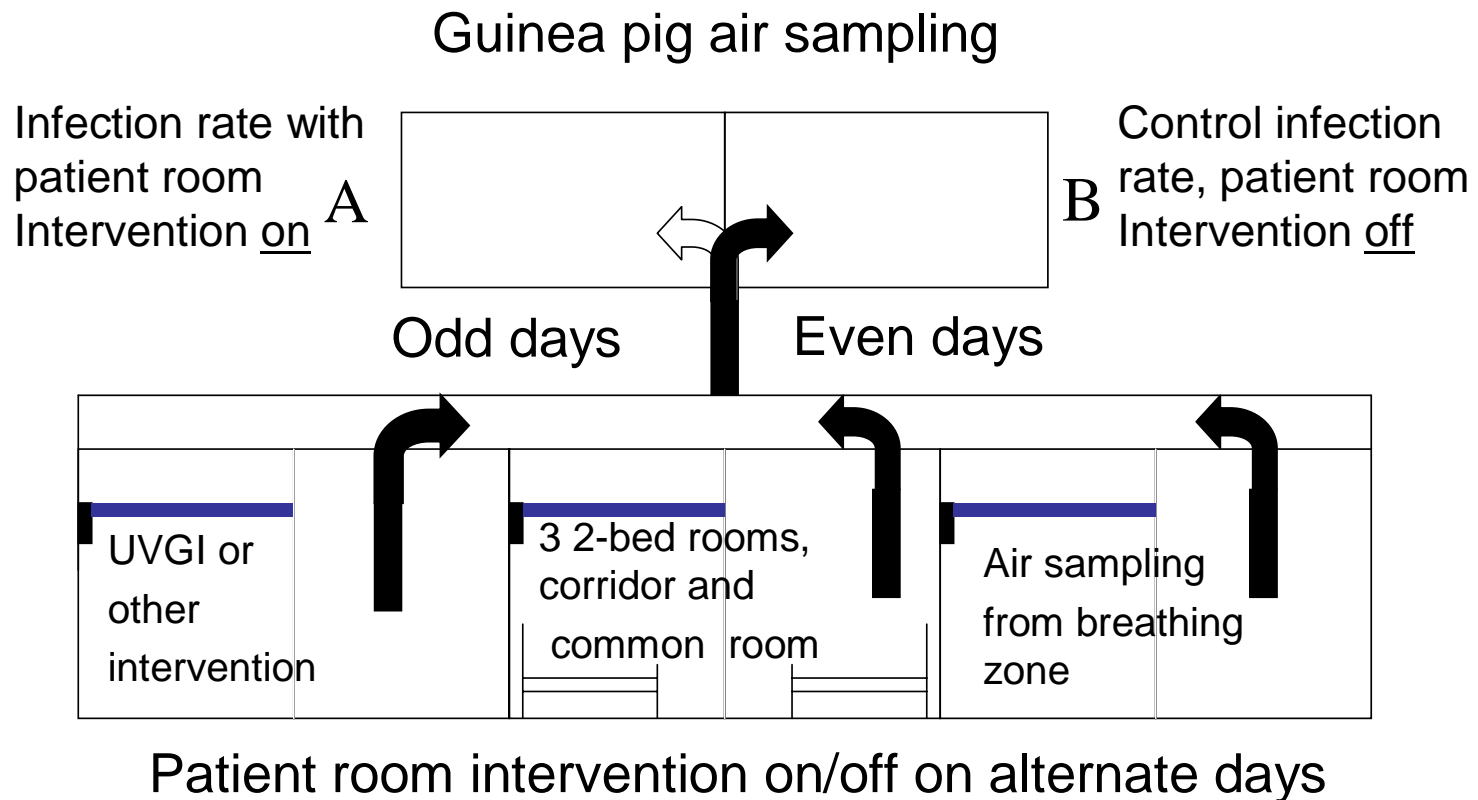 Guinea pig air sampling
Infection rate with
patient room
Intervention on
A
B
Control infection
rate, patient room
Intervention off
Odd days
Even days
UVGI or
other
intervention
3 2-bed rooms,
corridor and
common room
Air sampling
from breathing
zone
Patient room intervention on/off on alternate days